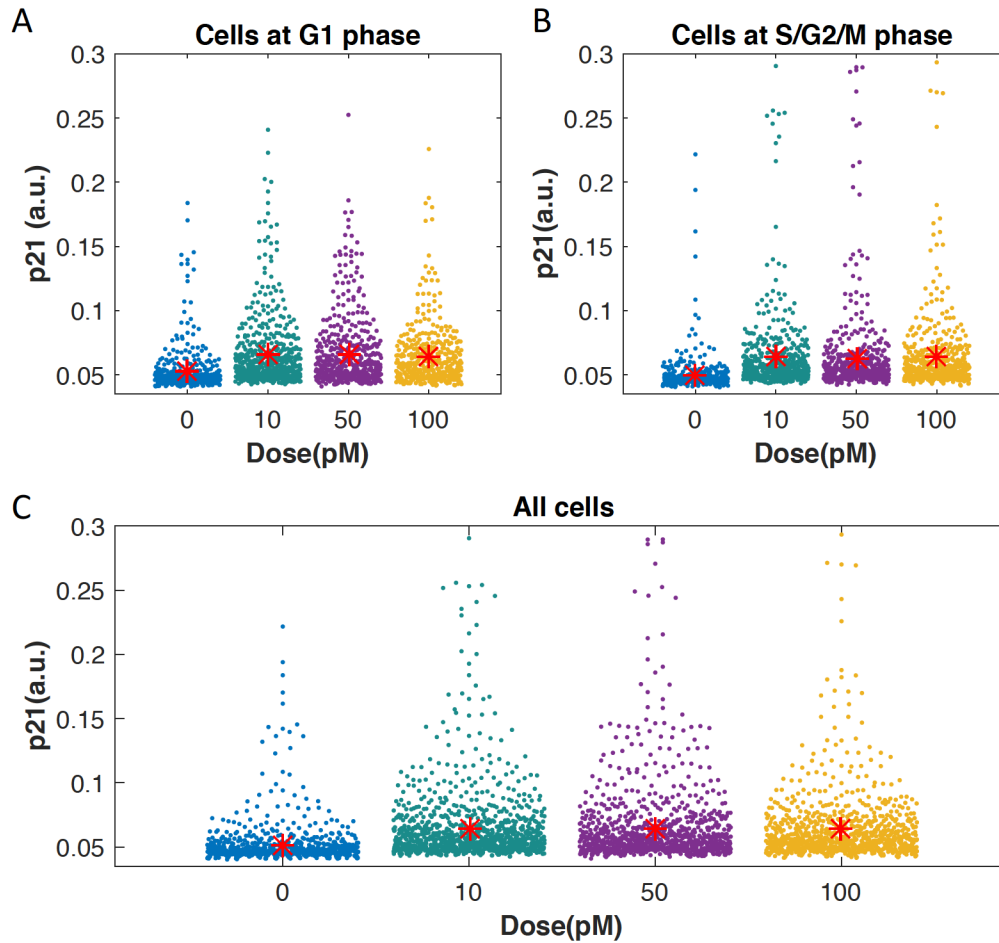 A
Cells at G1 phase
0.3
0.25
0.2
0.15
0.1
0.05
p21 (a.u.)
0 10 50 100
Dose(pM)
B
Cells at S/G2/M phase
0.3
0.25
0.2
0.15
0.1
0.05
p21(a.u.)
0 10 50 100
Dose(pM)
C
All cells
0.3
0.25
0.2
0.15
0.1
0.05
p21(a.u.)
0 10 50 100
Dose(pM)